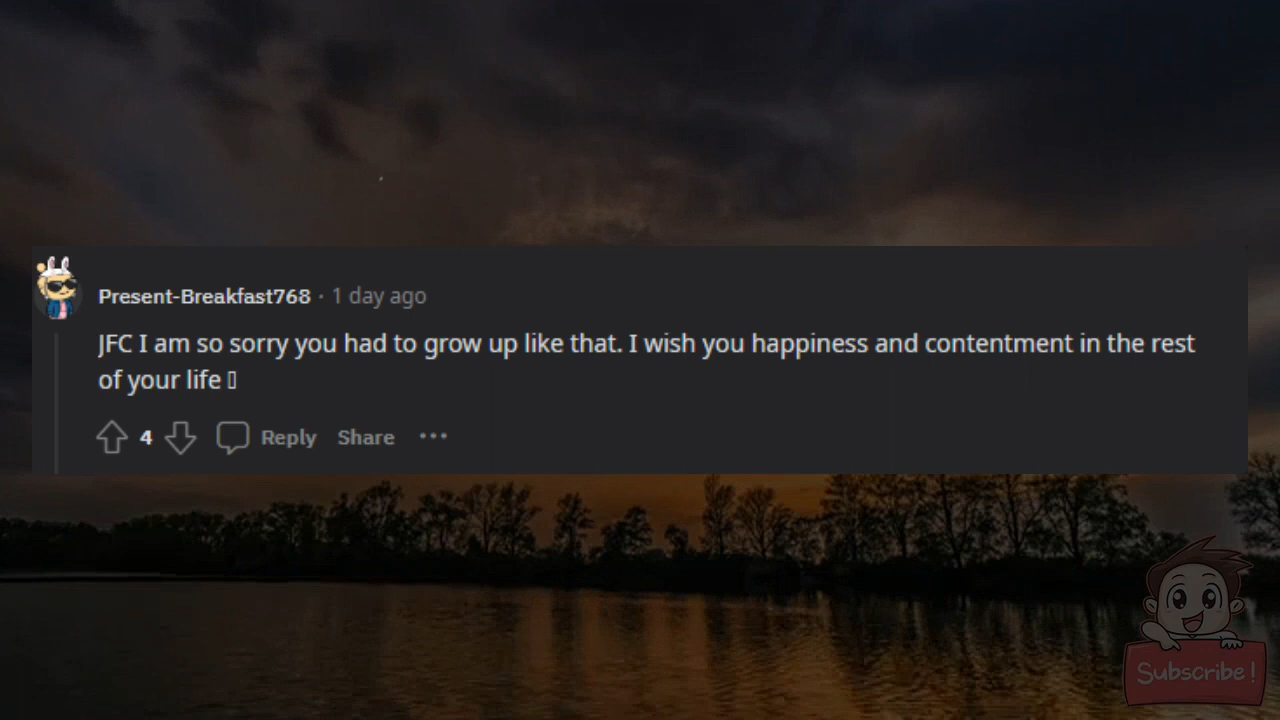 Present-Breakfast768 · 1 day ago
JFC I am so sorry you had to grow up like that. I wish you happiness and contentment in the rest
of your life ▯
4 Reply Share ···
Subscribe!